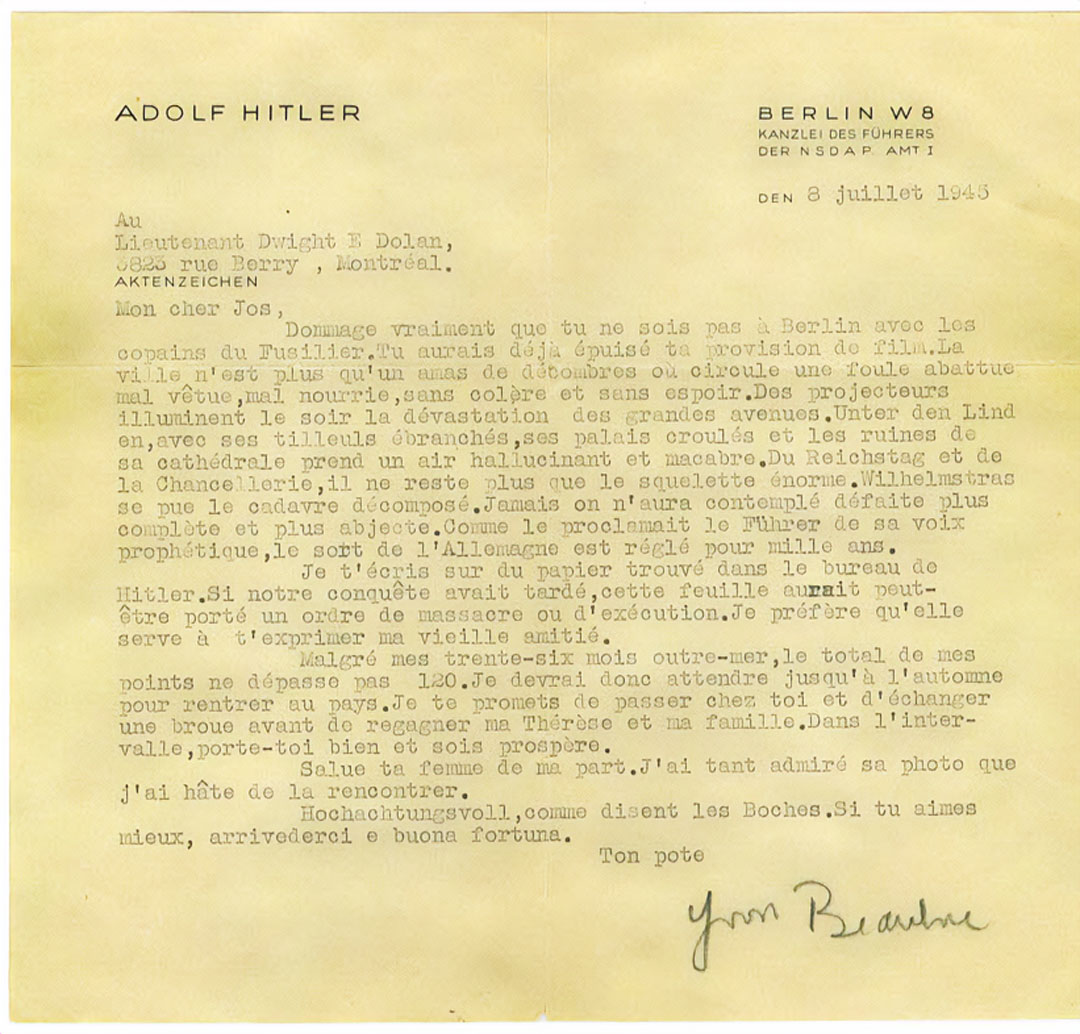 ADOLF HITLER
BERLIN W 8
KANZLEI DES FÜHRERS
DER NSDAP. AMT I
DEN 8 juillet 1945
Au
Lieutenant Dwight E Dolan,
rue Berry , Montréal.
AKTENZEICHEN
Mon cher Jos,
Dommage vraiment que tu ne sois pas à Berlin avec les
copains du Fusilier.Tu aurais déjà épuisé ta provision de film.La
ville n'est plus qu'un amas de décombres où circule une foule abattue
mal vêtue,mal nourrie,sans colère et sans espoir.Des projecteurs
illuminent le soir la dévastation des grandes avenues.Unter den Lind
en,avec ses tilleuls ébranchés,ses palais croulés et les ruines de
sa cathédrale prend un air hallucinant et macabre.Du Reichstag et de
la Chancellerie,il ne reste plus que le squelette énorme.Wilhelmstras
se pue le cadavre décomposé.Jamais on n'aura contemplé défaite plus
complète et plus abjecte.Comme le proclamait le Führer de sa voix
prophétique,le sort de l'Allemagne est réglé pour mille ans.
Je t'écris sur du papier trouvé dans le bureau de
Hitler.Si notre conquête avait tardé,cette feuille aurait peut-
être porté un ordre de massacre ou d'exécution.Je préfère qu'elle
serve à t'exprimer ma vieille amitié.
Malgré mes trente-six mois outre-mer,le total de mes
points ne dépasse pas 120.Je devrai donc attendre jusqu'à l'automne
pour rentrer au pays.Je te promets de passer chez toi et d'échanger
une broue avant de regagner ma Thérèse et ma famille.Dans l'inter-
valle,porte-toi bien et sois prospère.
Salue ta femme de ma part.J'ai tant admiré sa photo que
j'ai hâte de la rencontrer.
Hochachtungsvoll,comme disent les Boches.Si tu aimes
mieux, arrivederci e buona fortuna.
Ton pote
Yvon Beaulne